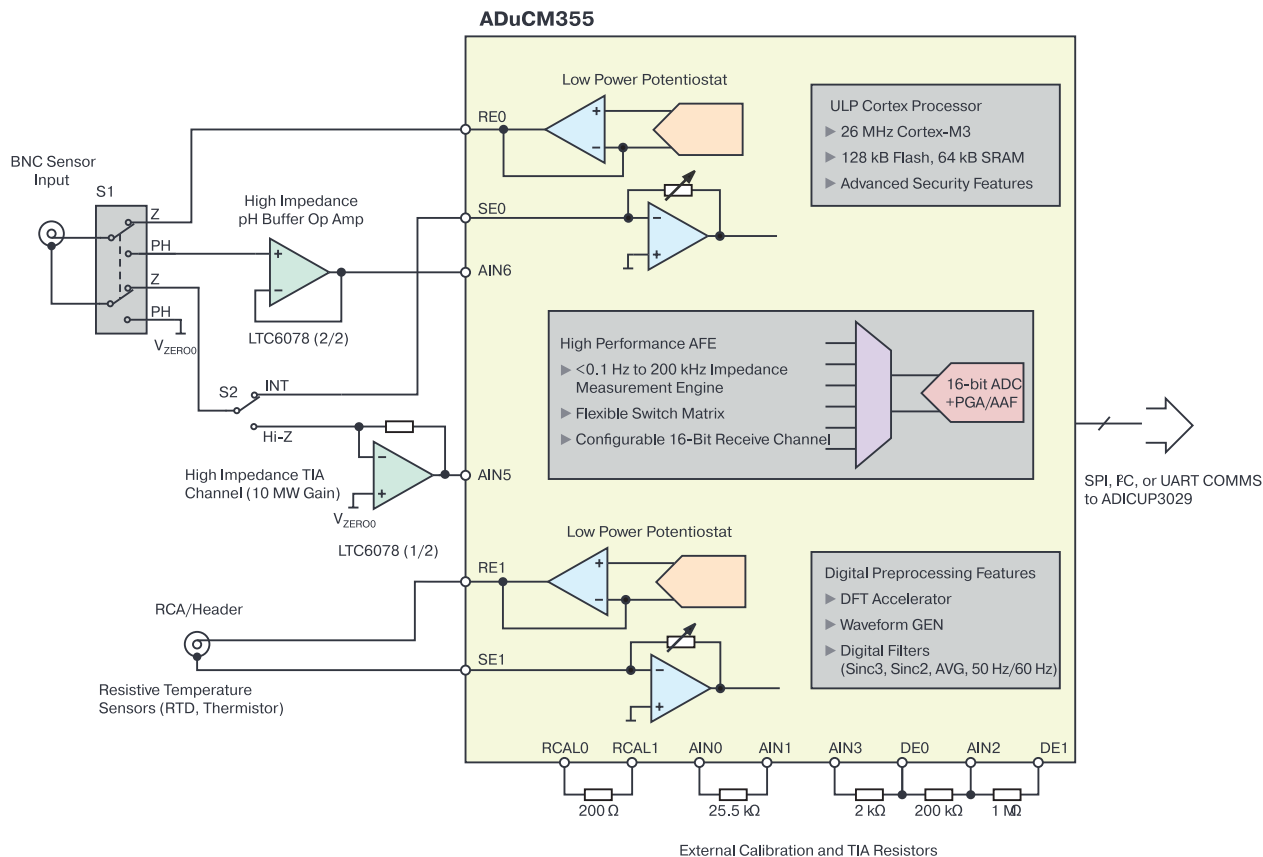 ADuCM355
Low Power Potentiostat
RE0
ULP Cortex Processor
▶ 26 MHz Cortex-M3
▶ 128 kB Flash, 64 kB SRAM
▶ Advanced Security Features
BNC Sensor
Input
S1
Z
PH
Z
PH
VZERO0
High Impedance
pH Buffer Op Amp
+
−
LTC6078 (2/2)
SE0
AIN6
+
−
−
+
S2
INT
Hi-Z
High Impedance TIA
Channel (10 MW Gain)
−
+
VZERO0
LTC6078 (1/2)
AIN5
High Performance AFE
▶ <0.1 Hz to 200 kHz Impedance
Measurement Engine
▶ Flexible Switch Matrix
▶ Configurable 16-Bit Receive Channel
16-bit ADC
+PGA/AAF
SPI, I²C, or UART COMMS
to ADICUP3029
Low Power Potentiostat
RE1
+
−
RCA/Header
SE1
−
+
Resistive Temperature
Sensors (RTD, Thermistor)
Digital Preprocessing Features
▶ DFT Accelerator
▶ Waveform GEN
▶ Digital Filters
(Sinc3, Sinc2, AVG, 50 Hz/60 Hz)
RCAL0 RCAL1 AIN0 AIN1 AIN3 DE0 AIN2 DE1
200 Ω 25.5 kΩ 2 kΩ 200 kΩ 1 MΩ
External Calibration and TIA Resistors